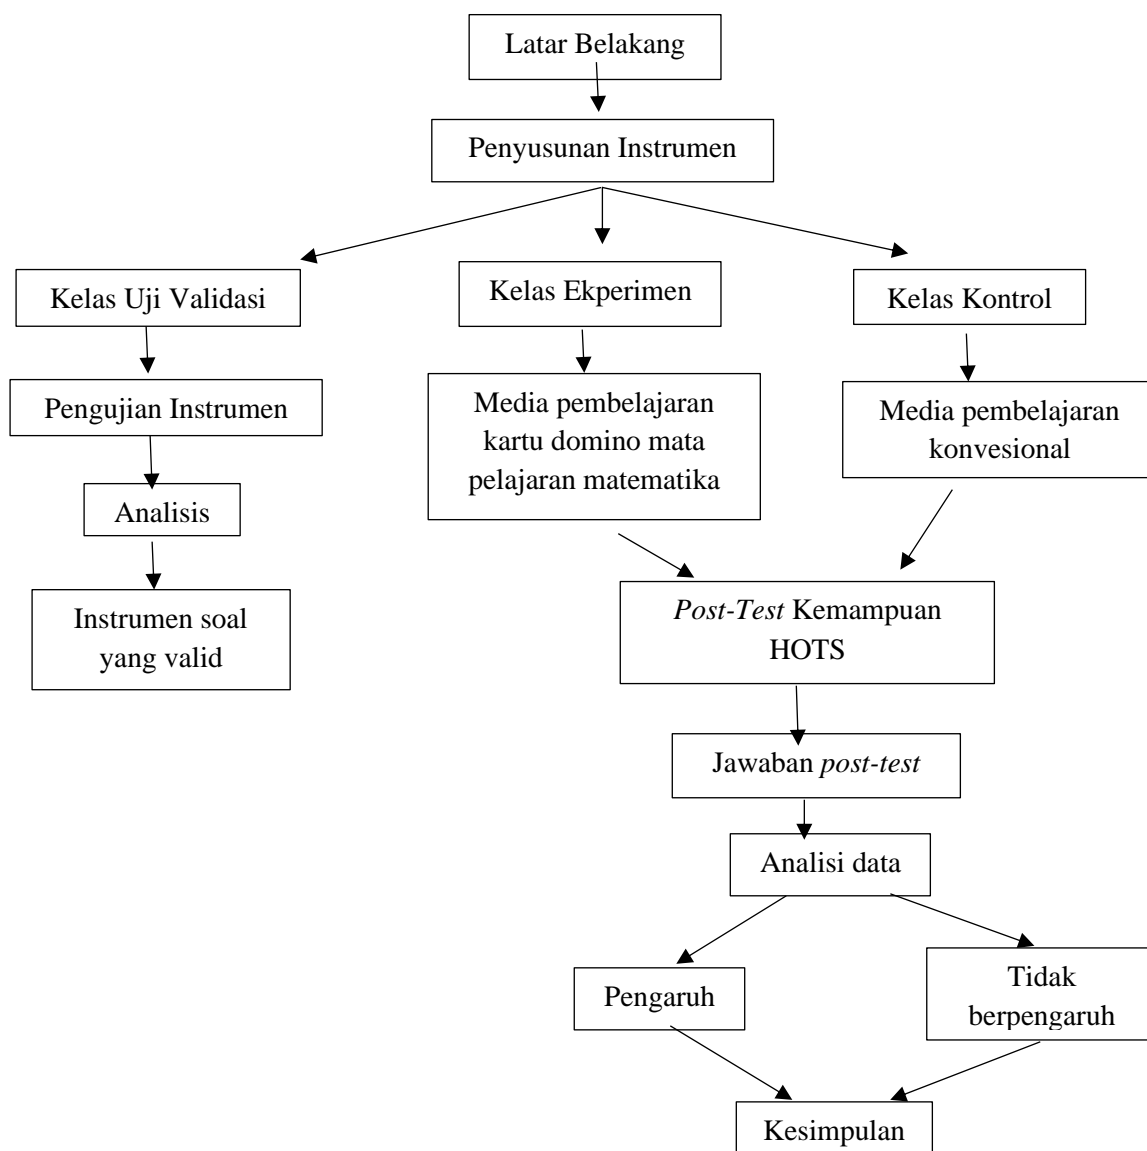 Latar Belakang
Penyusunan Instrumen
Kelas Uji Validasi
Kelas Ekperimen
Kelas Kontrol
Pengujian Instrumen
Media pembelajaran
kartu domino mata
pelajaran matematika
Media pembelajaran
konvesional
Analisis
Instrumen soal
yang valid
Post-Test Kemampuan
HOTS
Jawaban post-test
Analisi data
Pengaruh
Tidak
berpengaruh
Kesimpulan